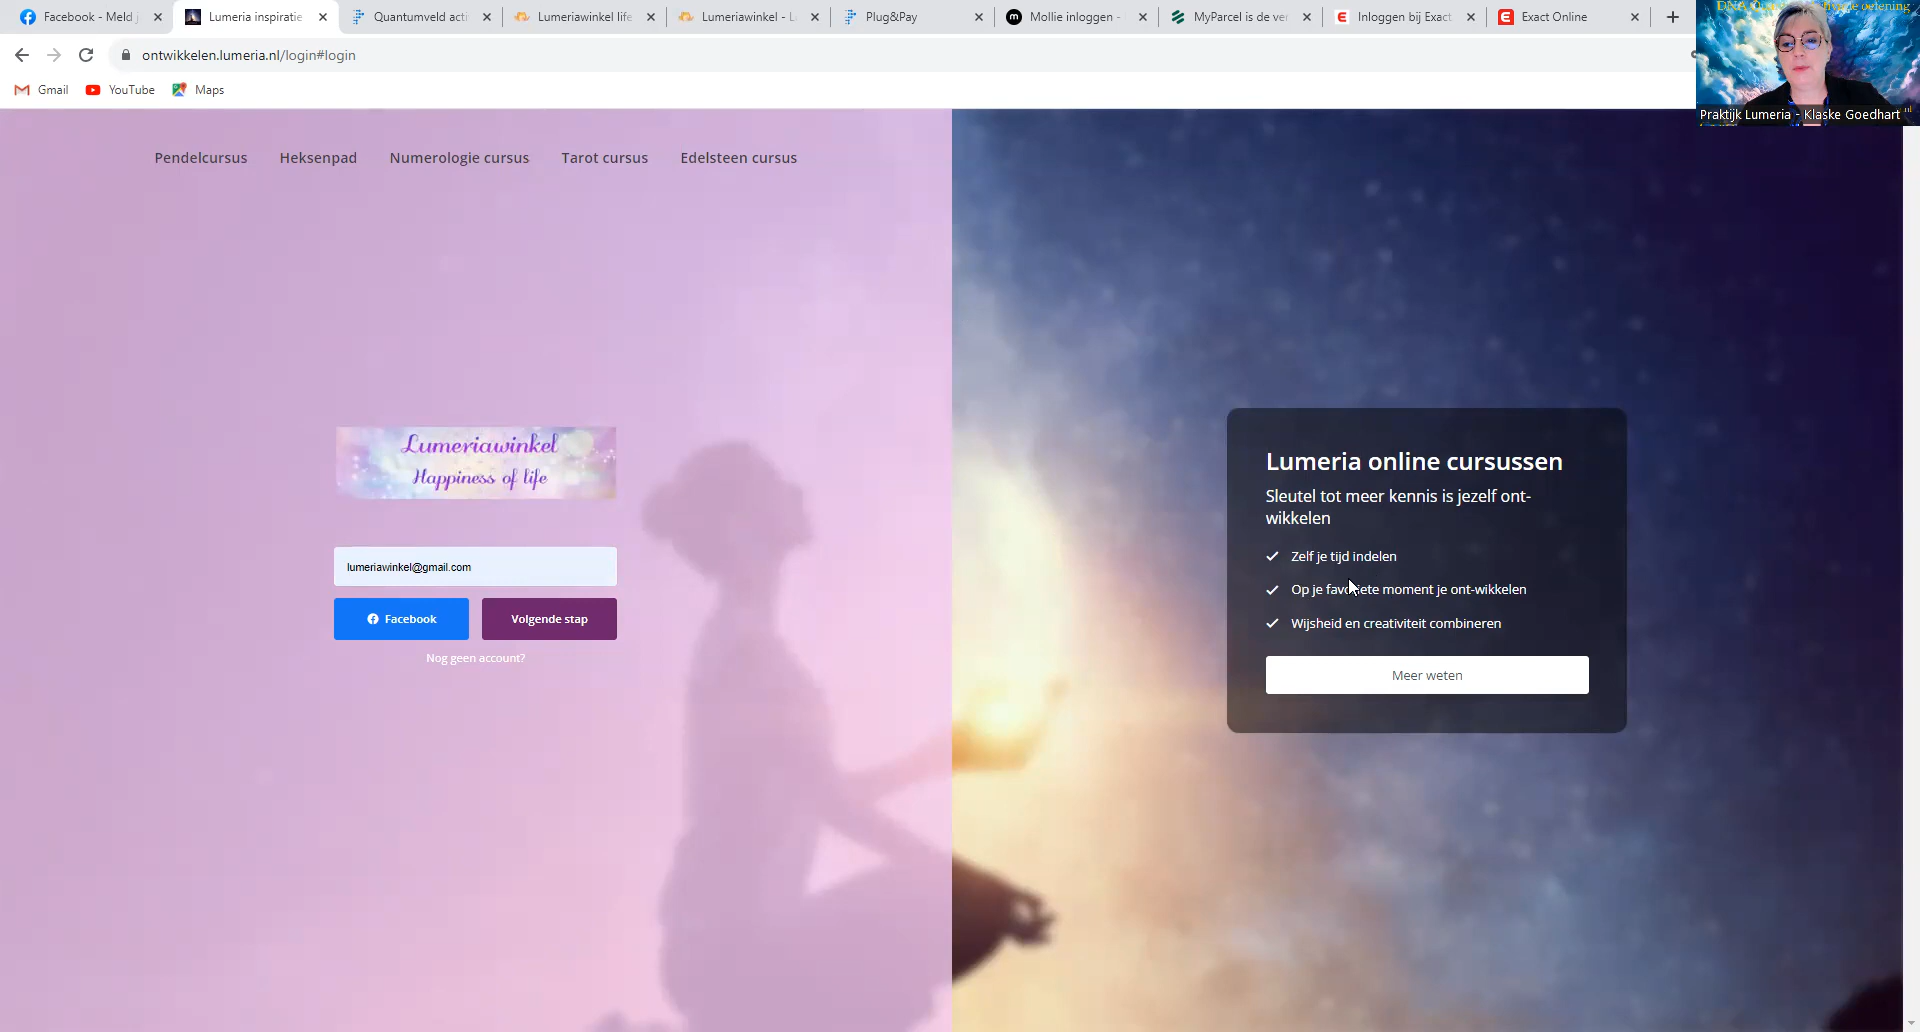 Facebook - Meld j
Lumeria inspiratie
Quantumveld acti
Lumeriawinkel life
Lumeriawinkel - L
Plug&Pay
Mollie inloggen -
MyParcel is de ver
Inloggen bij Exact
Exact Online
ontwikkelen.lumeria.nl/login#login
Gmail
YouTube
Maps
Praktijk Lumeria - Klaske Goedhart
Pendelcursus
Heksenpad
Numerologie cursus
Tarot cursus
Edelsteen cursus
Lumeriawinkel
Happiness of life
lumeriawinkel@gmail.com
Facebook
Volgende stap
Nog geen account?
Lumeria online cursussen
Sleutel tot meer kennis is jezelf ont-
wikkelen
Zelf je tijd indelen
Op je favoriete moment je ont-wikkelen
Wijsheid en creativiteit combineren
Meer weten